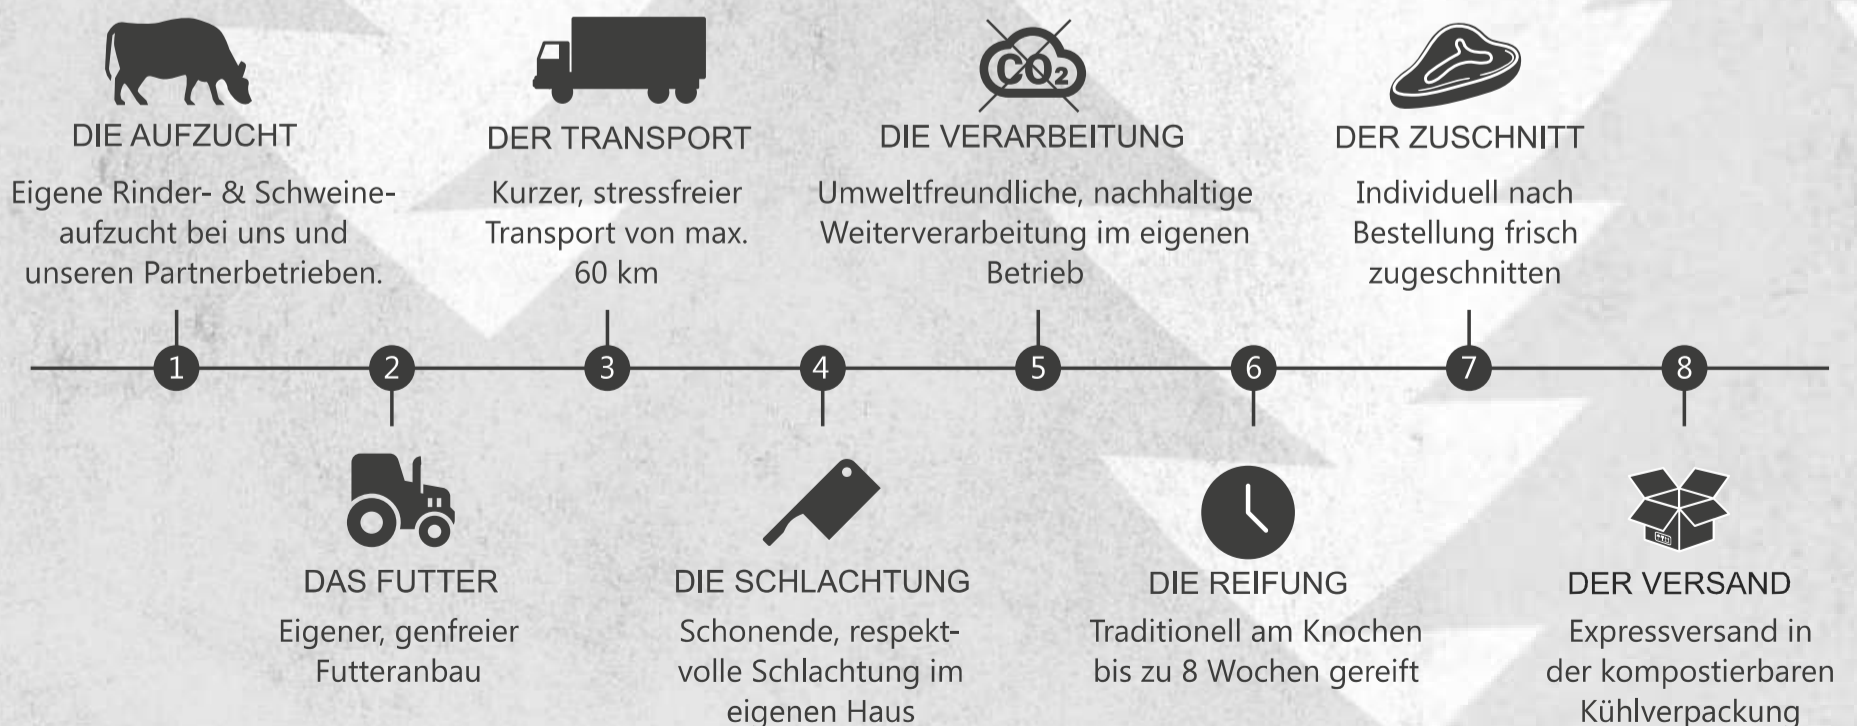 CO2
DIE AUFZUCHT
Eigene Rinder- & Schweine-
aufzucht bei uns und
unseren Partnerbetrieben.
1
DAS FUTTER
Eigener, genfreier
Futteranbau
2
DER TRANSPORT
Kurzer, stressfreier
Transport von max.
60 km
3
DIE SCHLACHTUNG
Schonende, respekt-
volle Schlachtung im
eigenen Haus
4
DIE VERARBEITUNG
Umweltfreundliche, nachhaltige
Weiterverarbeitung im eigenen
Betrieb
5
DIE REIFUNG
Traditionell am Knochen
bis zu 8 Wochen gereift
6
DER ZUSCHNITT
Individuell nach
Bestellung frisch
zugeschnitten
7
DER VERSAND
Expressversand in
der kompostierbaren
Kühlverpackung
8